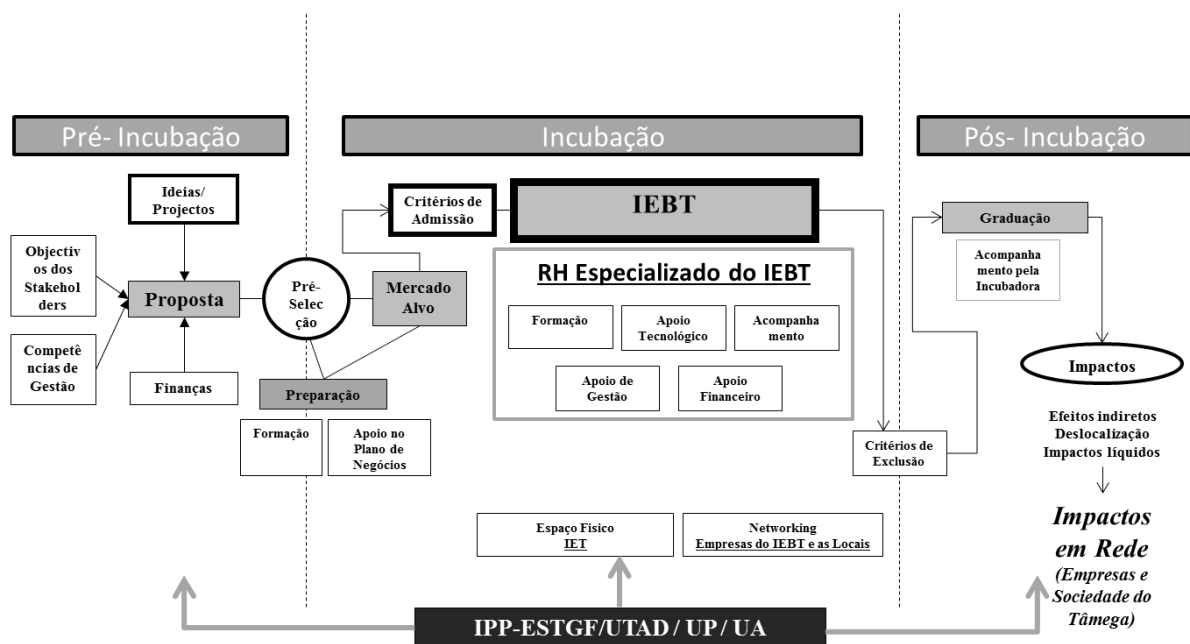 Pré- Incubação
Incubação
Pós- Incubação
Ideias/
Projectos
Objectiv
os dos
Stakehol
ders
Proposta
Competê
ncias de
Gestão
Finanças
Pré-
Selec
ção
Mercado
Alvo
Preparação
Formação
Apoio no
Plano de
Negócios
Critérios de
Admissão
IEBT
RH Especializado do IEBT
Formação
Apoio
Tecnológico
Acompanha
mento
Apoio de
Gestão
Apoio
Financeiro
Critérios de
Exclusão
Espaço Fisico
IET
Networking
Empresas do IEBT e as Locais
Graduação
Acompanha
mento pela
Incubadora
Impactos
Efeitos indiretos
Deslocalização
Impactos líquidos
Impactos
em Rede
(Empresas e
Sociedade do
Tâmega)
IPP-ESTGF/UTAD / UP / UA